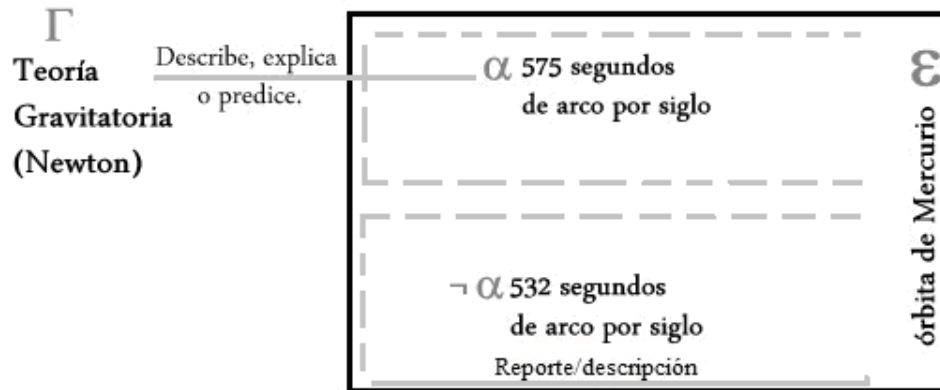 Γ
Teoría
Gravitatoria
(Newton)
Describe, explica
o predice.
α 575 segundos
de arco por siglo
¬ α 532 segundos
de arco por siglo
Reporte/descripción
ε
órbita de Mercurio